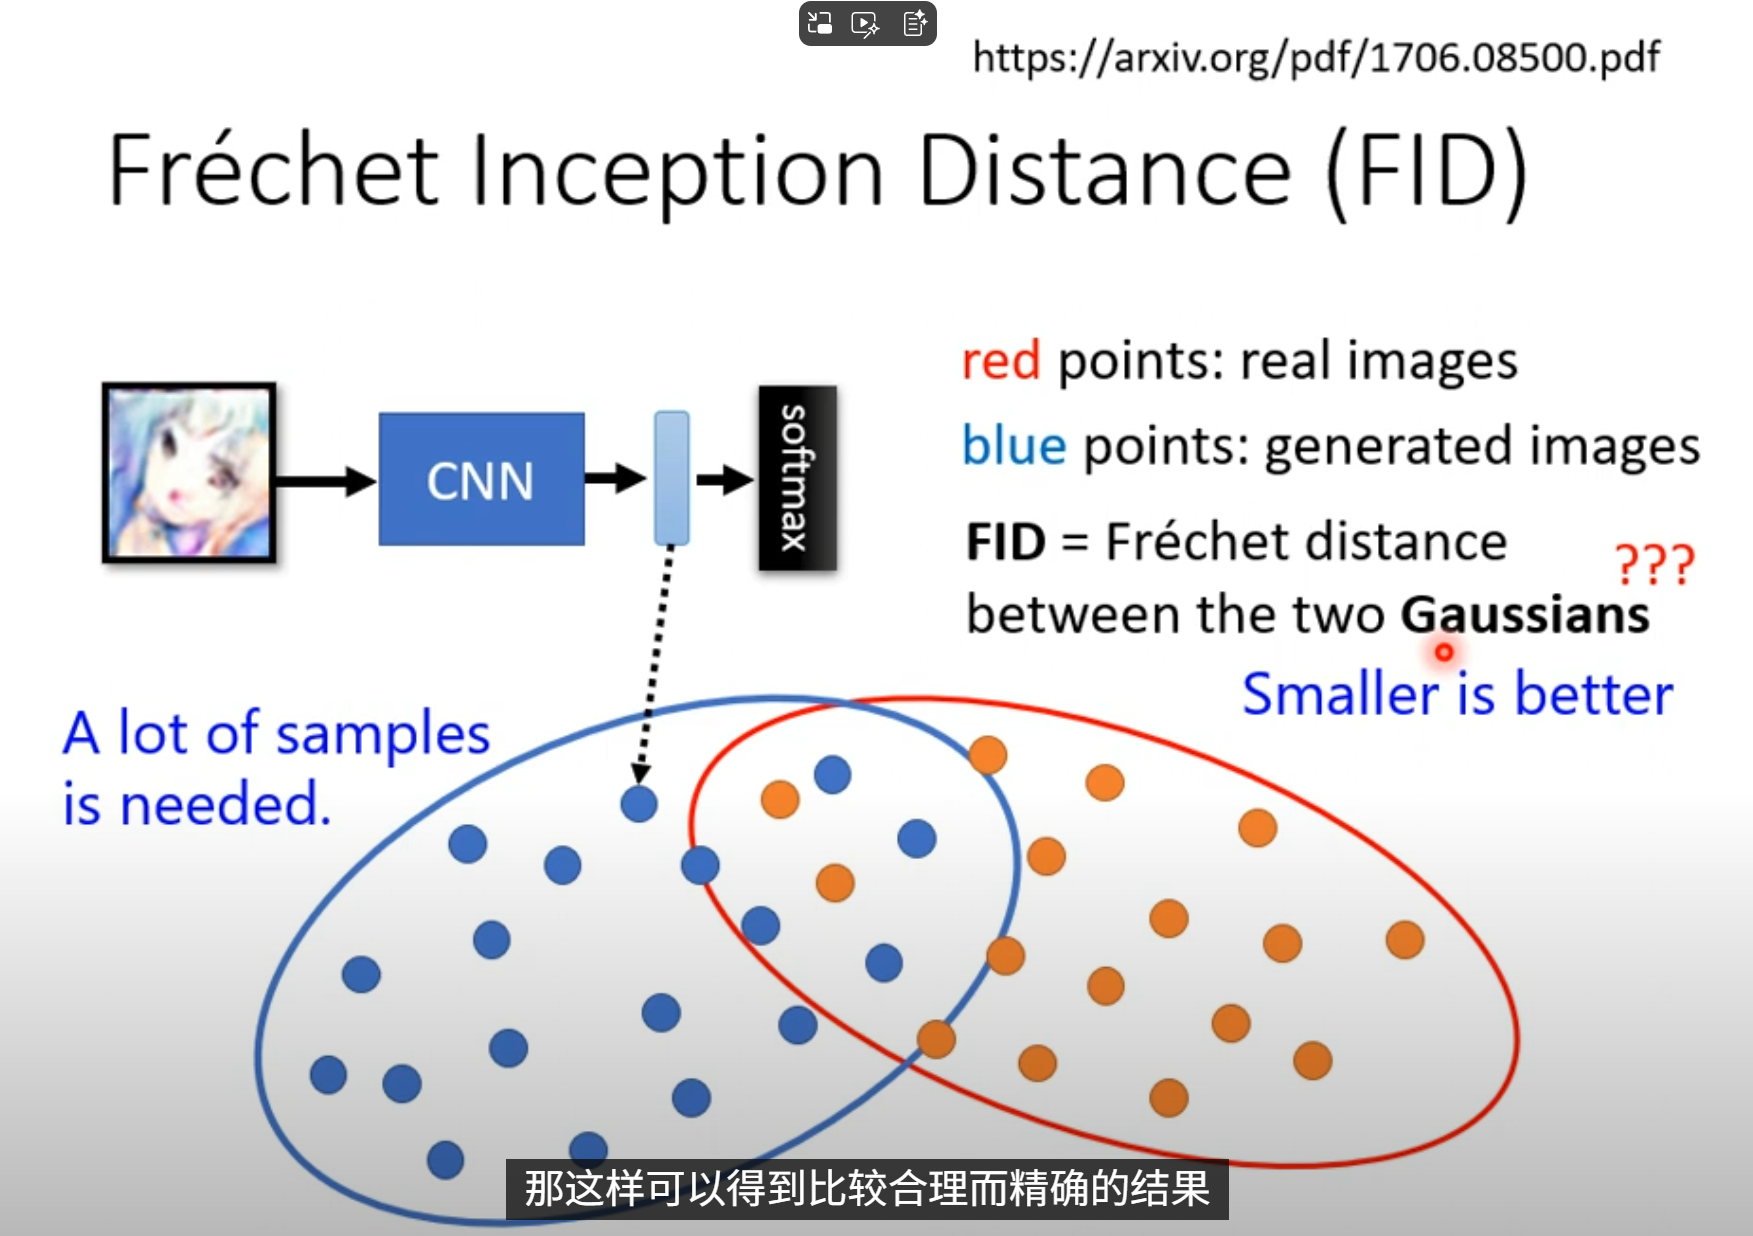 https://arxiv.org/pdf/1706.08500.pdf
Fréchet Inception Distance (FID)
CNN
softmax
red points: real images
blue points: generated images
FID = Fréchet distance
???
between the two Gaussians
Smaller is better
A lot of samples
is needed.
那这样可以得到比较合理而精确的结果